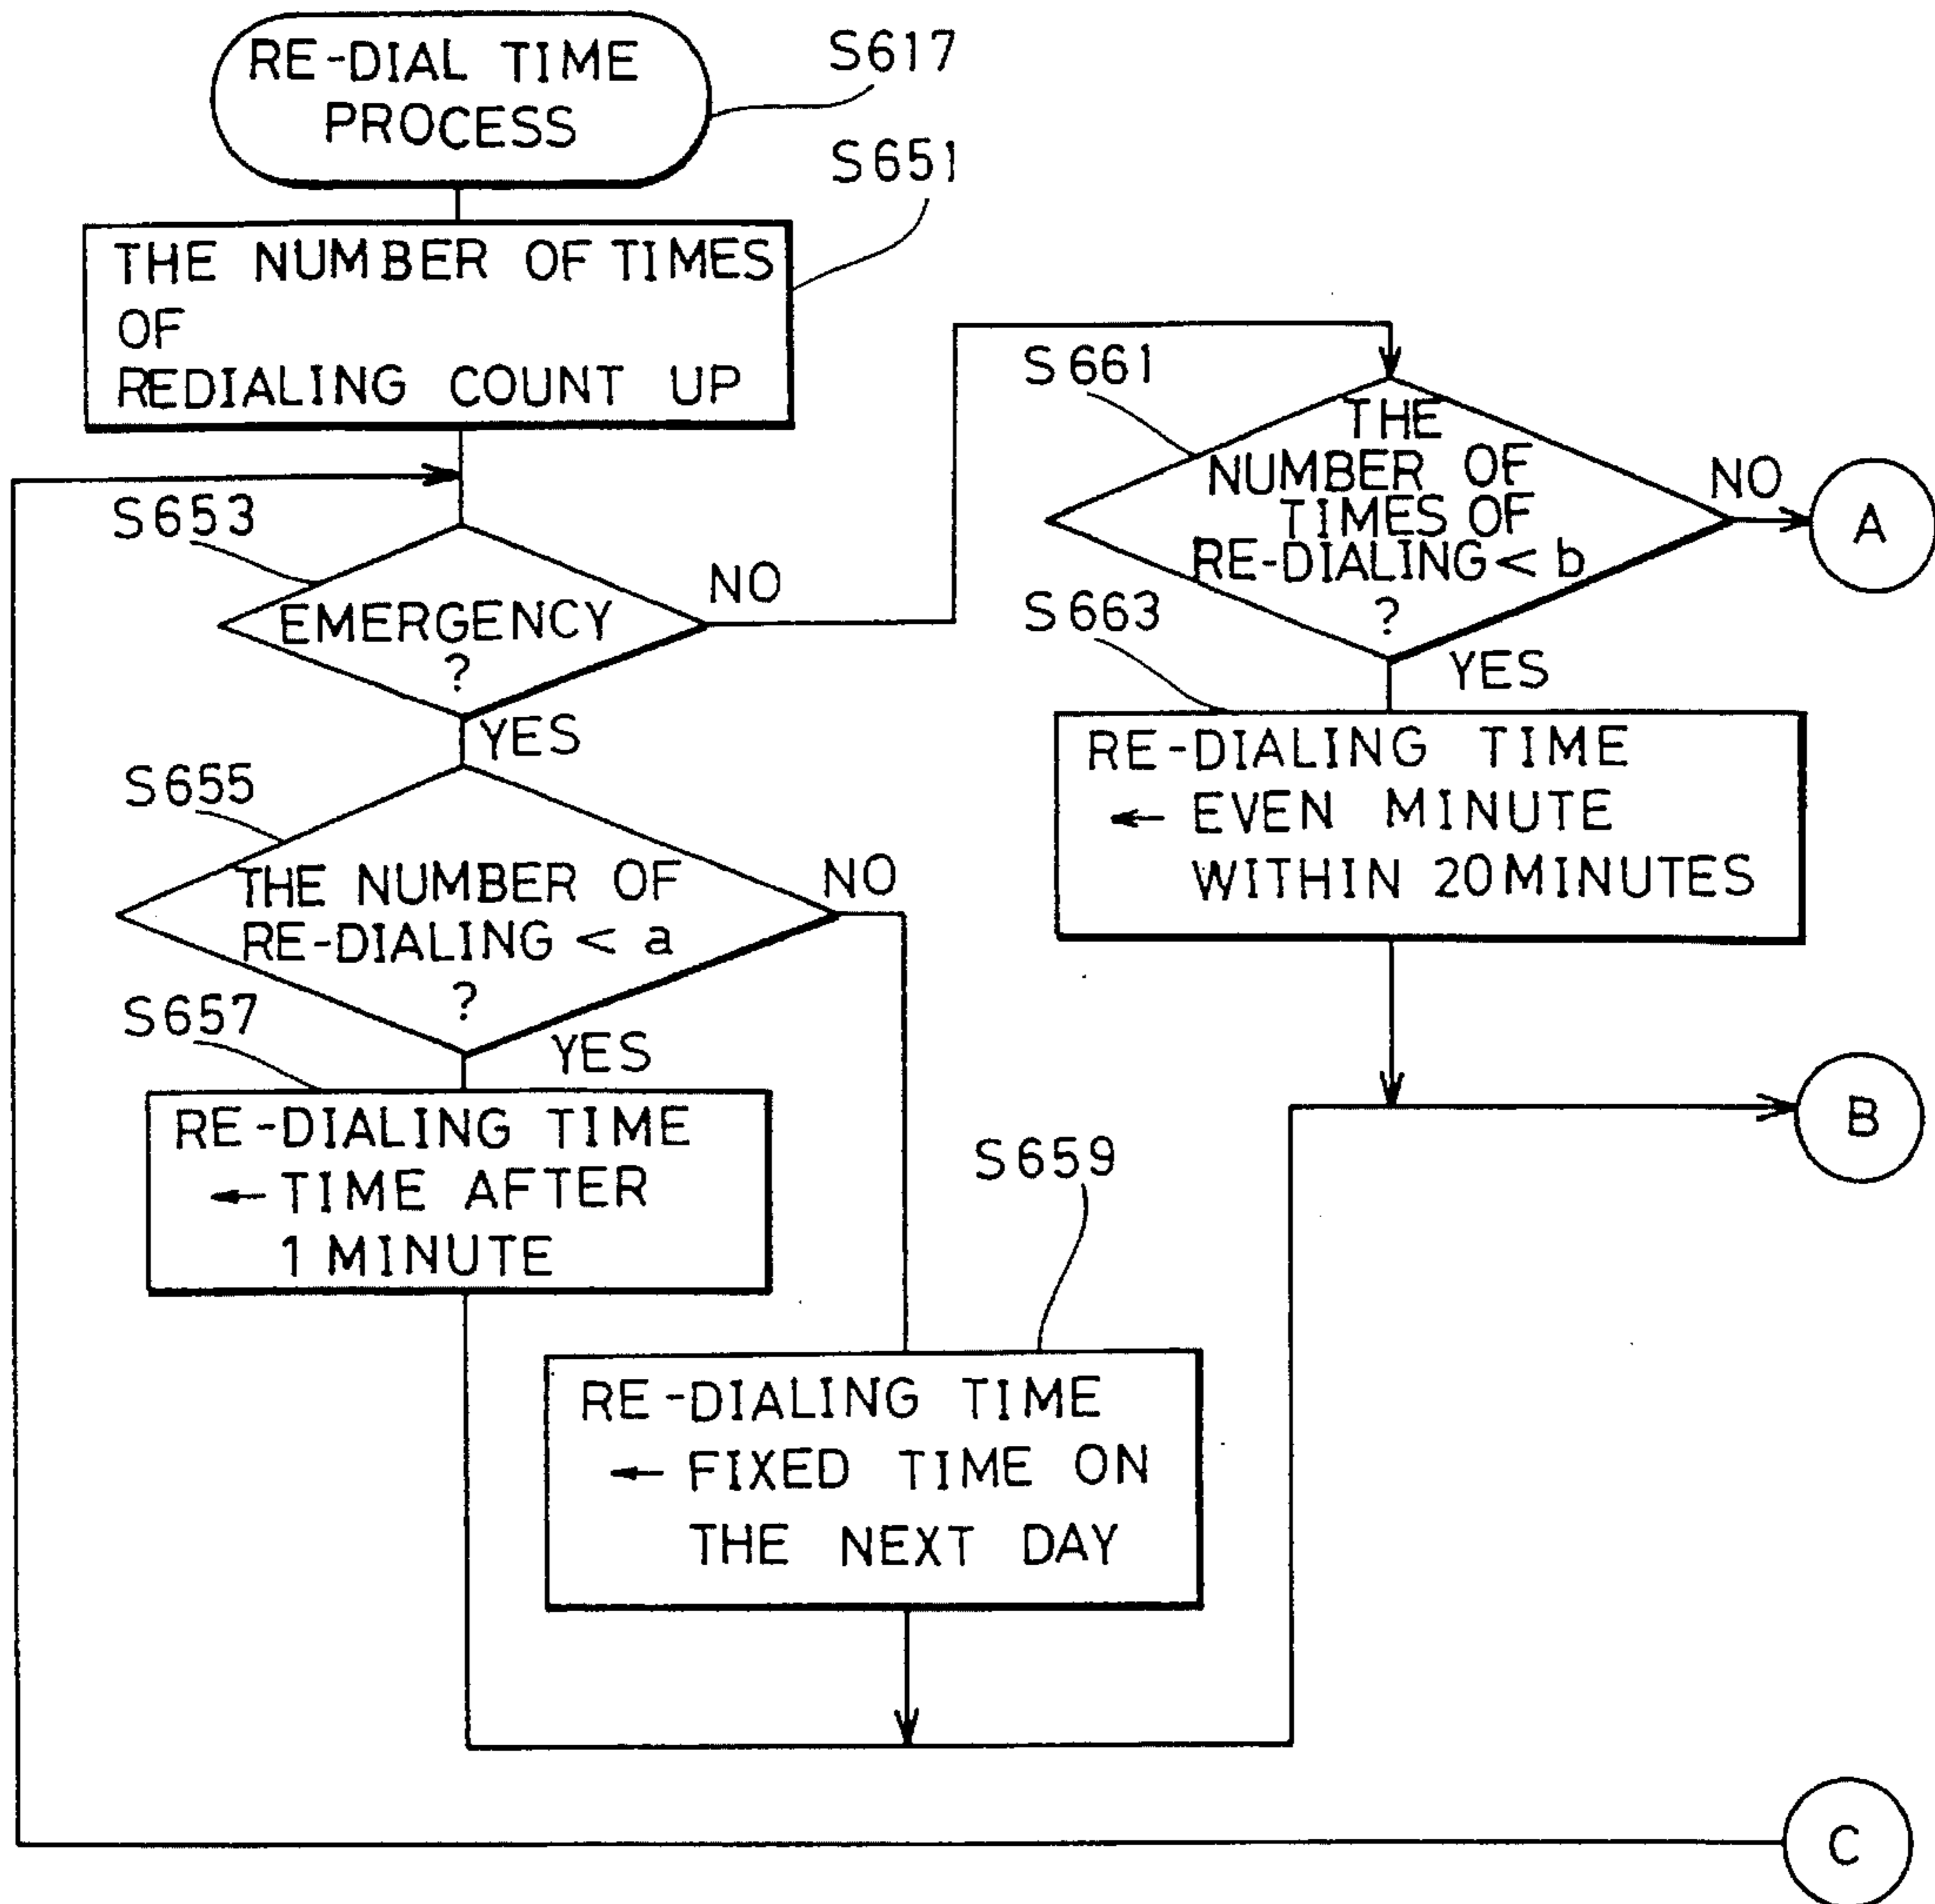 RE-DIAL TIME
PROCESS
S617
S651
THE NUMBER OF TIMES
OF
REDIALING COUNT UP
S653
EMERGENCY
?
NO
YES
S655
THE NUMBER OF
RE-DIALING < a
?
NO
YES
S657
RE-DIALING TIME
← TIME AFTER
1 MINUTE
S659
RE-DIALING TIME
← FIXED TIME ON
THE NEXT DAY
S661
THE
NUMBER OF
TIMES OF
RE-DIALING < b
?
NO
A
YES
S663
RE-DIALING TIME
← EVEN MINUTE
WITHIN 20 MINUTES
B
C